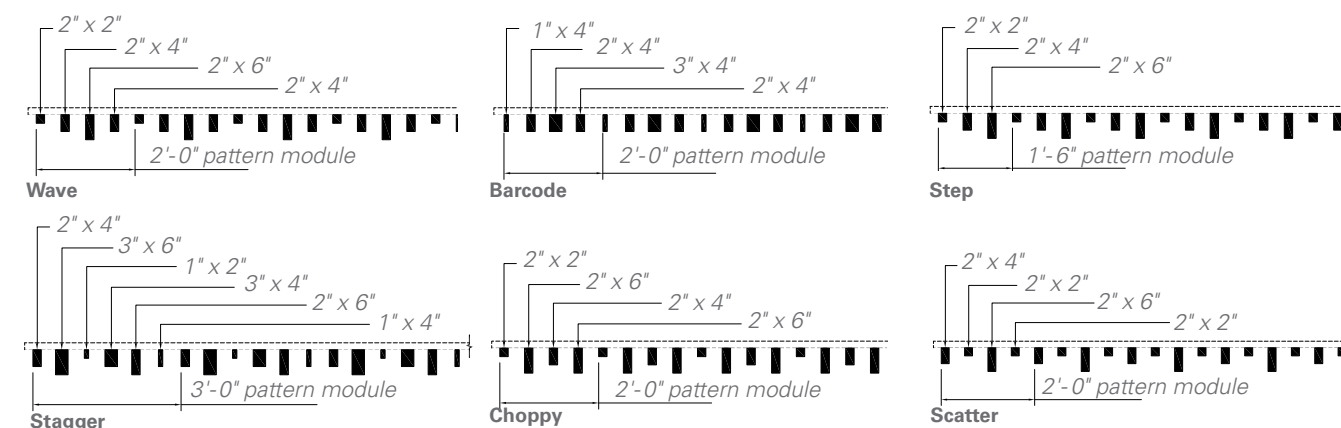 2" x 2"
2" x 4"
2" x 6"
2" x 4"
2'-0" pattern module
Wave
1" x 4"
2" x 4"
3" x 4"
2" x 4"
2'-0" pattern module
Barcode
2" x 2"
2" x 4"
2" x 6"
1'-6" pattern module
Step
2" x 4"
3" x 6"
1" x 2"
3" x 4"
2" x 6"
1" x 4"
3'-0" pattern module
Stagger
2" x 2"
2" x 6"
2" x 4"
2" x 6"
2'-0" pattern module
Choppy
2" x 4"
2" x 2"
2" x 6"
2" x 2"
2'-0" pattern module
Scatter